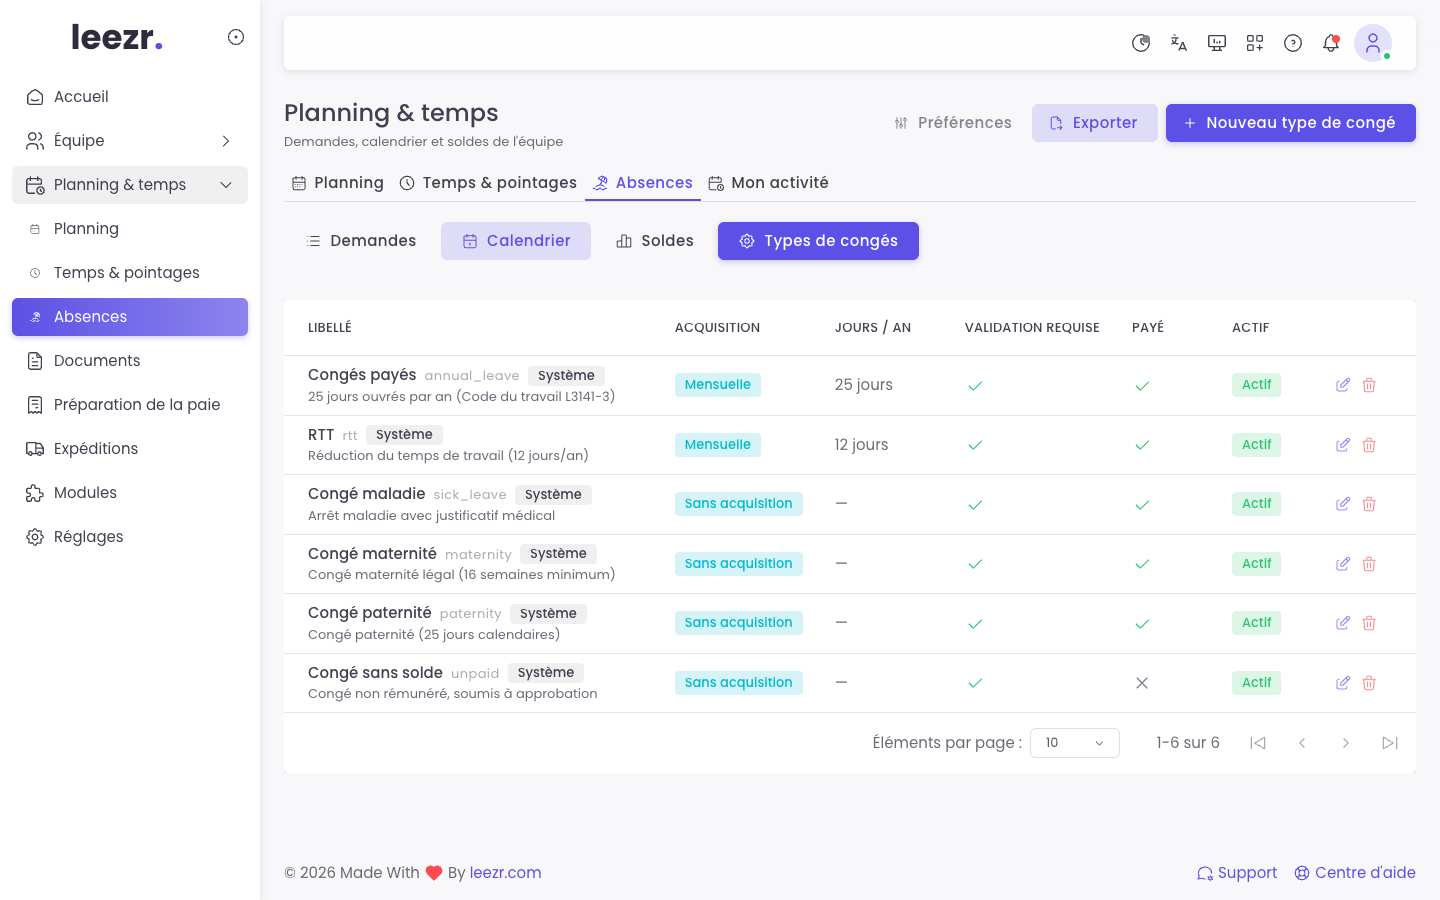 leezr.
Accueil
Équipe
Planning & temps
Planning
Temps & pointages
Absences
Documents
Préparation de la paie
Expéditions
Modules
Réglages
Planning & temps
Demandes, calendrier et soldes de l'équipe
Préférences
Exporter
Nouveau type de congé
Planning Temps & pointages Absences Mon activité
Demandes Calendrier Soldes Types de congés
LIBELLÉ ACQUISITION JOURS / AN VALIDATION REQUISE PAYÉ ACTIF
Congés payés annual_leave Système
25 jours ouvrés par an (Code du travail L3141-3)
Mensuelle 25 jours Actif
RTT rtt Système
Réduction du temps de travail (12 jours/an)
Mensuelle 12 jours Actif
Congé maladie sick_leave Système
Arrêt maladie avec justificatif médical
Sans acquisition — Actif
Congé maternité maternity Système
Congé maternité légal (16 semaines minimum)
Sans acquisition — Actif
Congé paternité paternity Système
Congé paternité (25 jours calendaires)
Sans acquisition — Actif
Congé sans solde unpaid Système
Congé non rémunéré, soumis à approbation
Sans acquisition — Actif
Éléments par page : 10 1-6 sur 6
© 2026 Made With By leezr.com
Support Centre d'aide